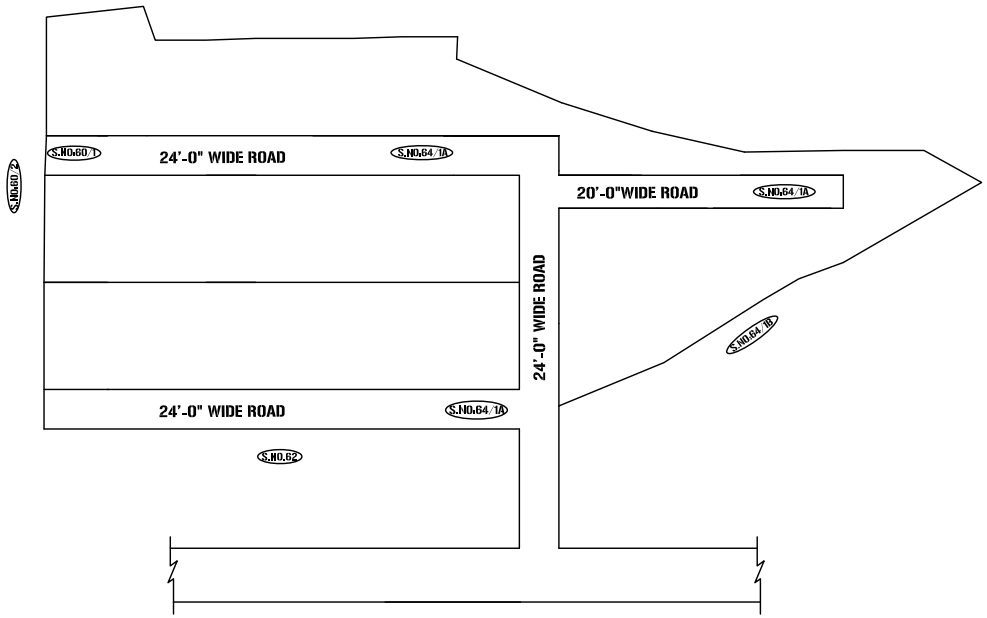 S.NO:60/1
24'-0" WIDE ROAD
S.NO:64/1A
S.NO:60/2
20'-0"WIDE ROAD
S.NO:64/1A
24'-0" WIDE ROAD
S.NO:64/1B
24'-0" WIDE ROAD
S.NO:64/1A
S.NO.62